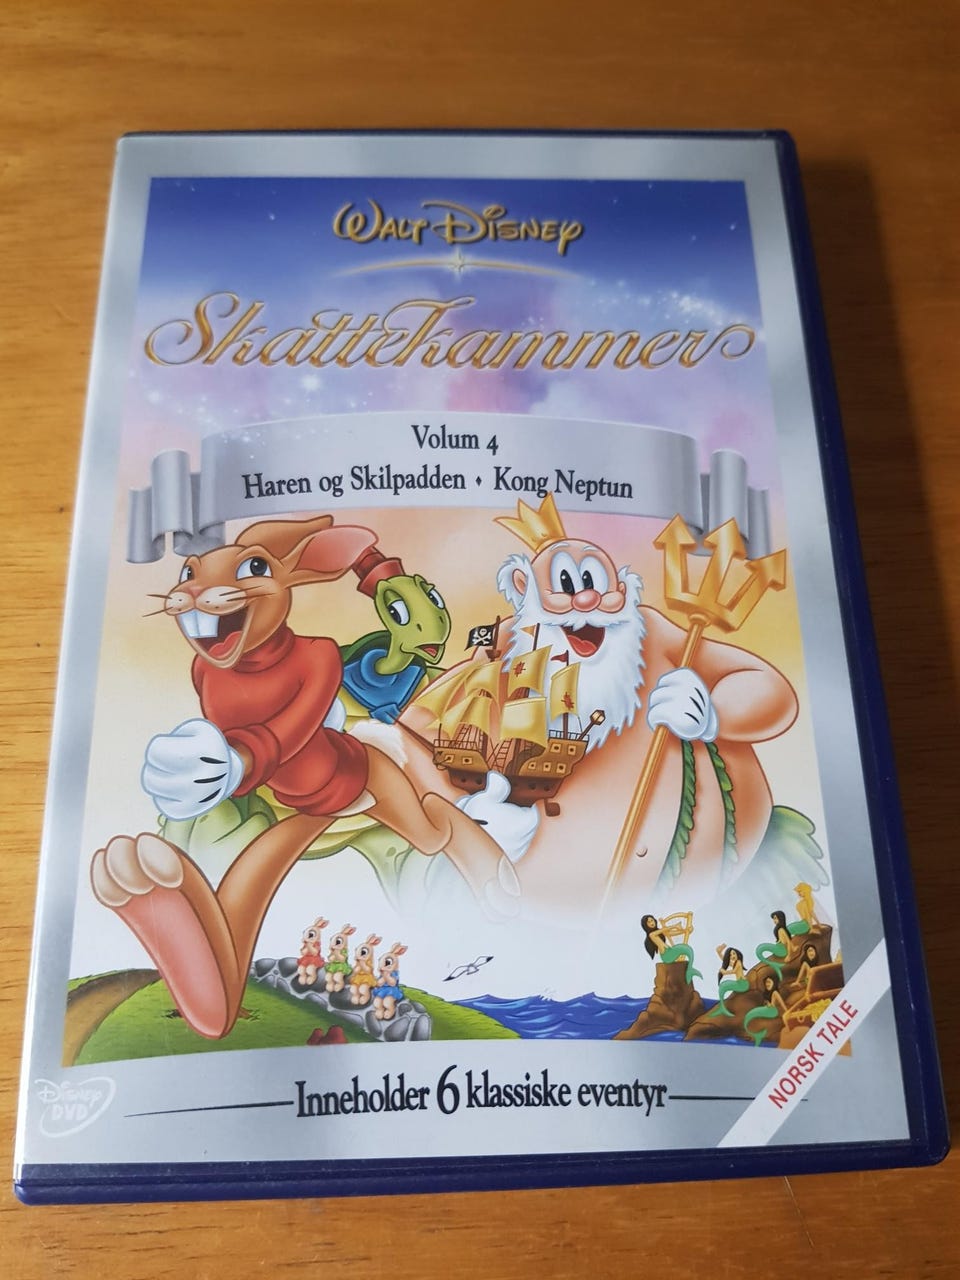 WALT DISNEY
Skattekammer
Volum 4
Haren og Skilpadden • Kong Neptun
Inneholder 6 klassiske eventyr
NORSK TALE
Disney
DVD